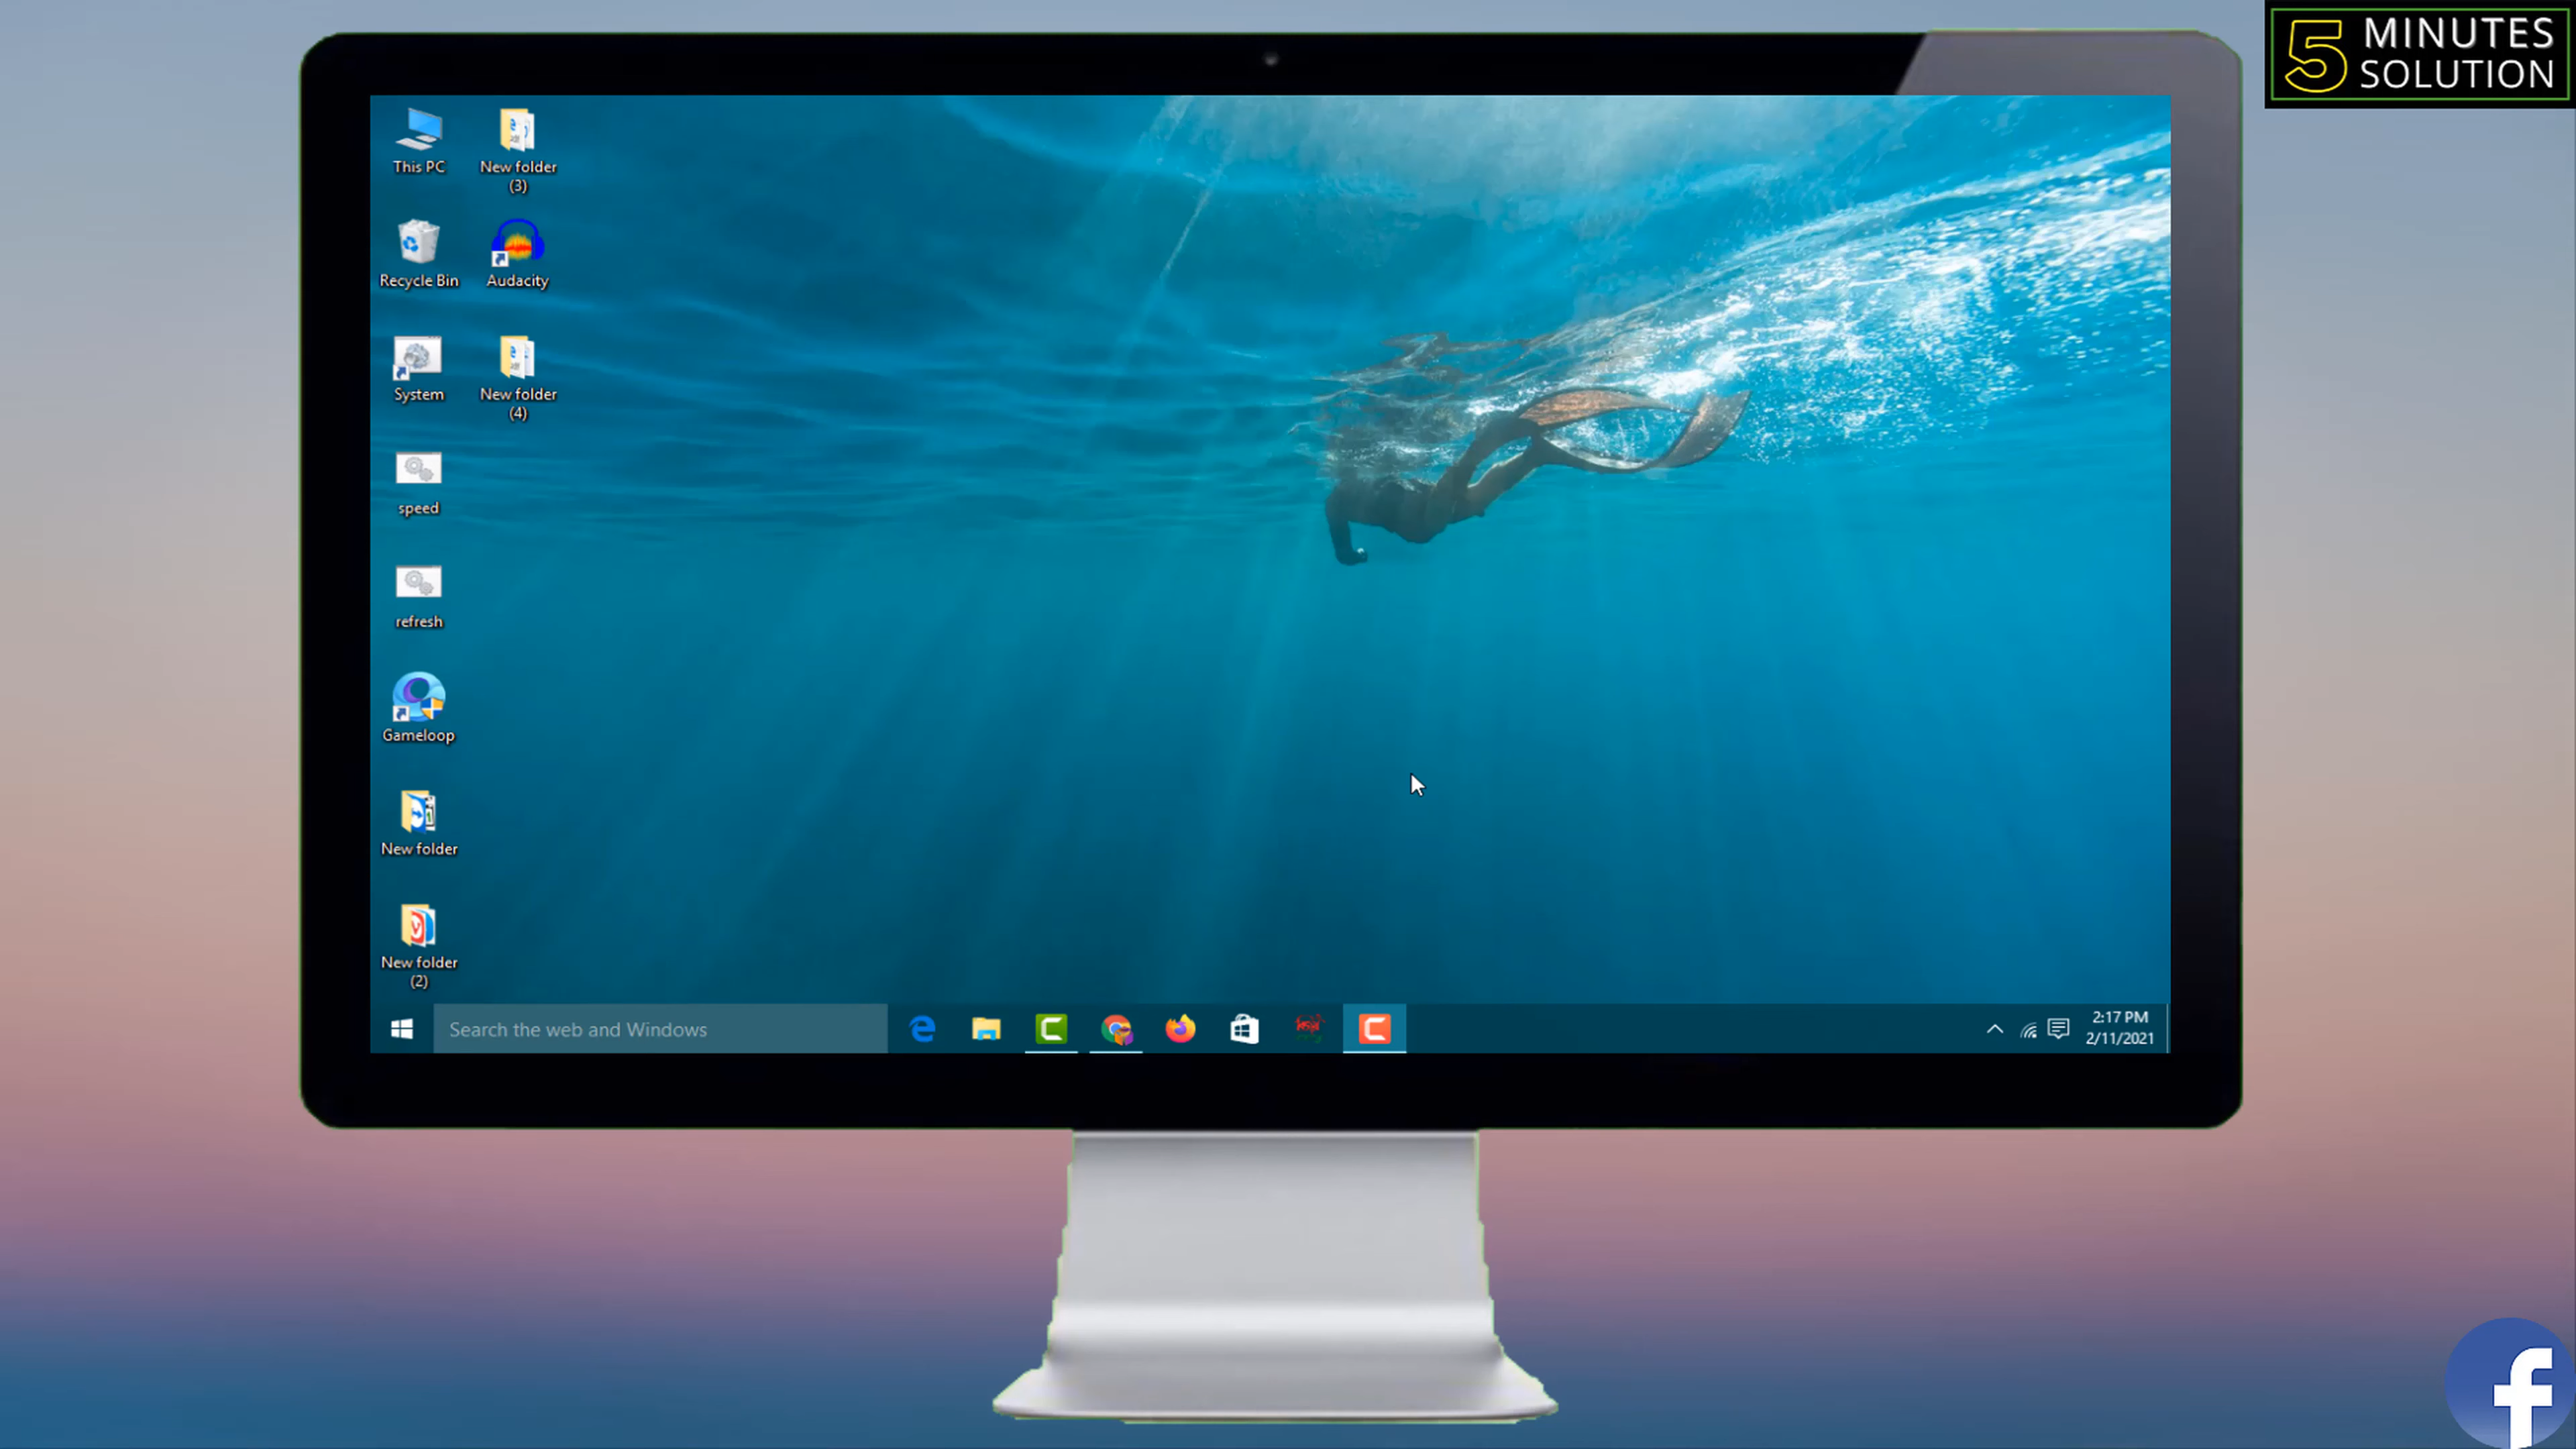 5 MINUTES
SOLUTION
This PC
New folder
(3)
Recycle Bin
Audacity
System
New folder
(4)
speed
refresh
Gameloop
New folder
New folder
(2)
Search the web and Windows
2:17 PM
2/11/2021